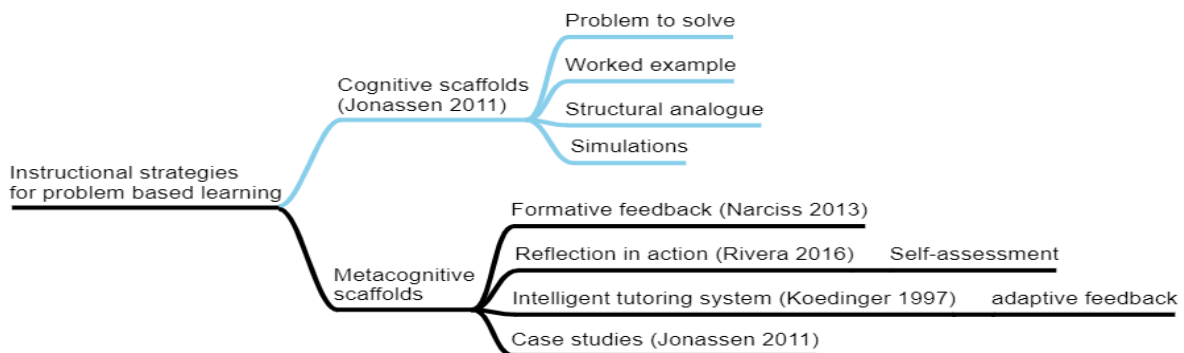 Problem to solve
Cognitive scaffolds
(Jonassen 2011)
Worked example
Structural analogue
Simulations
Instructional strategies
for problem based learning
Formative feedback (Narciss 2013)
Metacognitive
scaffolds
Reflection in action (Rivera 2016) Self-assessment
Intelligent tutoring system (Koedinger 1997) adaptive feedback
Case studies (Jonassen 2011)